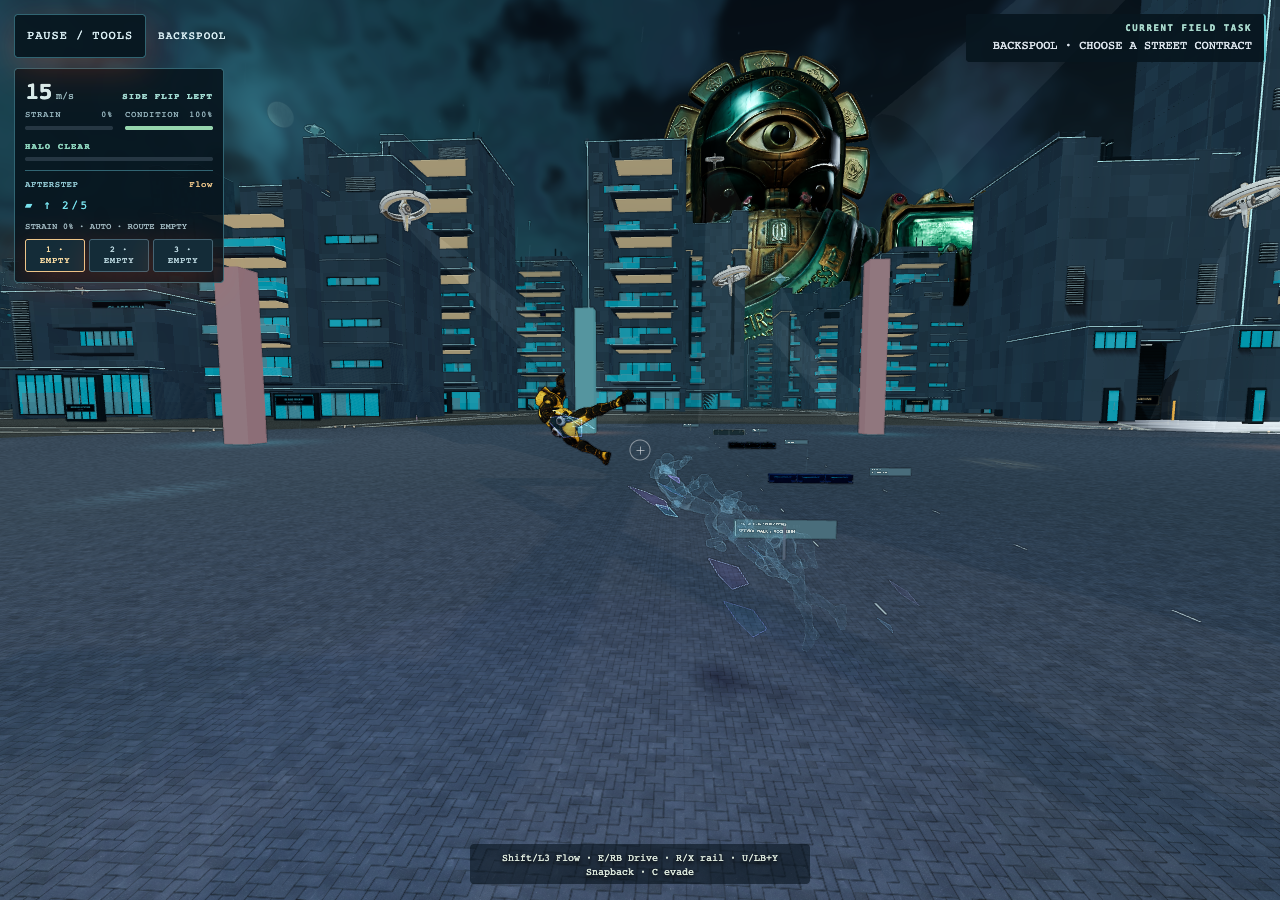 PAUSE / TOOLS
BACKSPOOL
CURRENT FIELD TASK
BACKSPOOL · CHOOSE A STREET CONTRACT
15 m/s
SIDE FLIP LEFT
STRAIN 0%
CONDITION 100%
HALO CLEAR
AFTERSTEP Flow
▰ ↑ 2/5
STRAIN 0% · AUTO · ROUTE EMPTY
1 · EMPTY
2 · EMPTY
3 · EMPTY
Shift/L3 Flow · E/RB Drive · R/X rail · U/LB+Y
Snapback · C evade